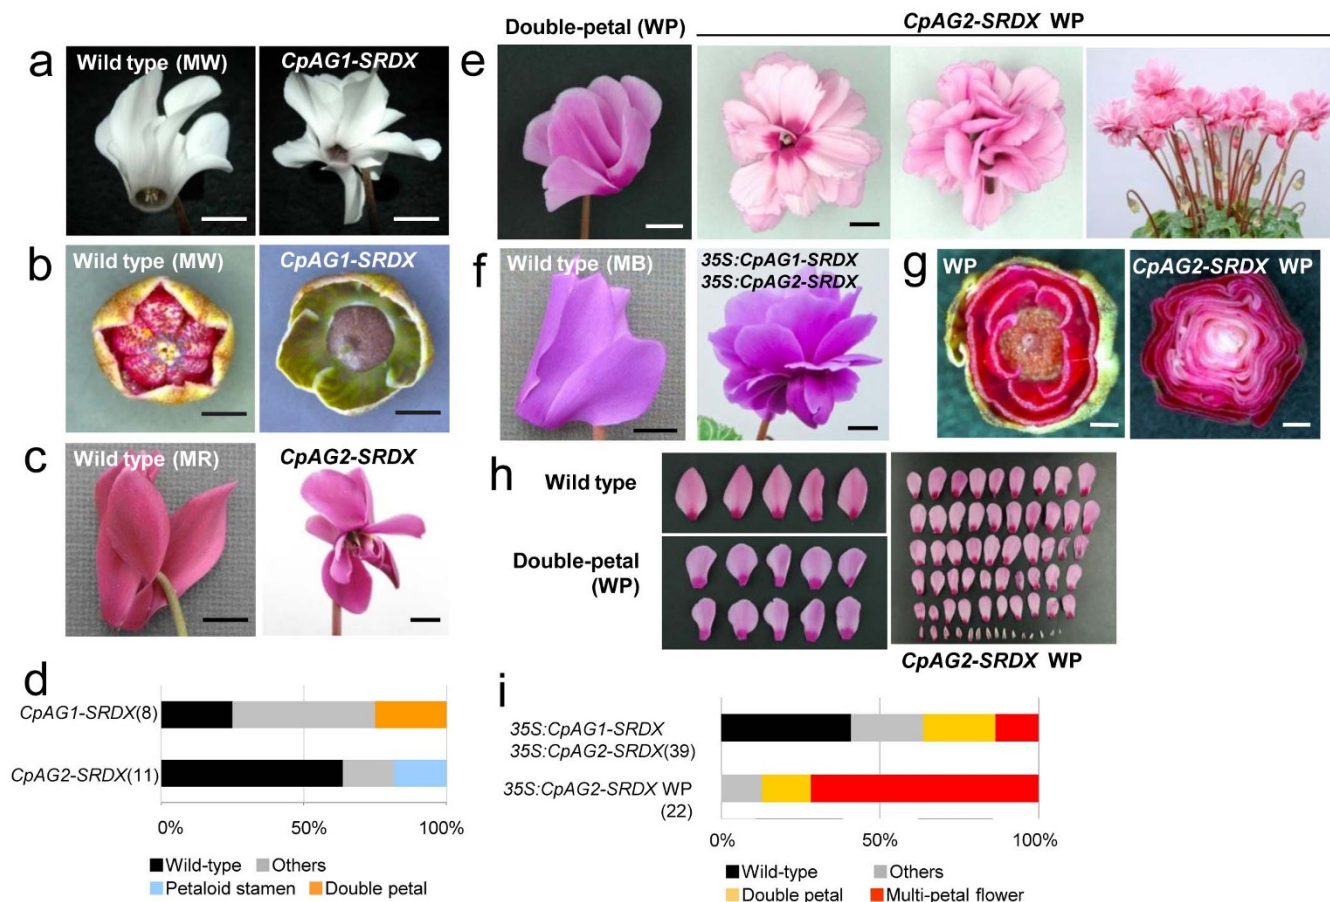 Double-petal (WP)
CpAG2-SRDX WP
a
Wild type (MW)
CpAG1-SRDX
e
b
Wild type (MW)
CpAG1-SRDX
f
Wild type (MB)
35S:CpAG1-SRDX
35S:CpAG2-SRDX
g
WP
CpAG2-SRDX WP
c
Wild type (MR)
CpAG2-SRDX
h
Wild type
Double-petal
(WP)
CpAG2-SRDX WP
d
CpAG1-SRDX(8)
CpAG2-SRDX(11)
0%
50%
100%
Wild-type
Others
Petaloid stamen
Double petal
i
35S:CpAG1-SRDX
35S:CpAG2-SRDX(39)
35S:CpAG2-SRDX WP
(22)
0%
50%
100%
Wild-type
Others
Double petal
Multi-petal flower